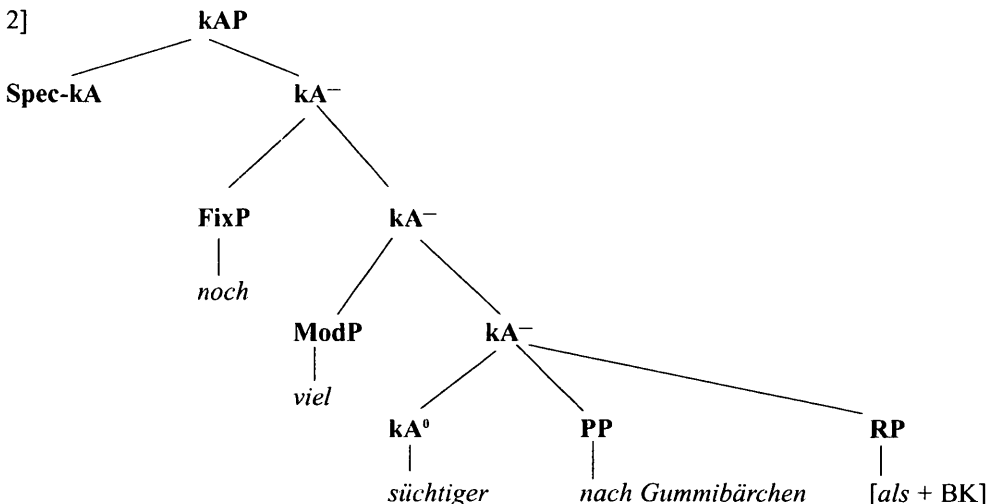 2] kAP
Spec-kA kA—
FixP kA—
noch
ModP kA—
viel
kA⁰ PP RP
süchtiger nach Gummibärchen [als + BK]